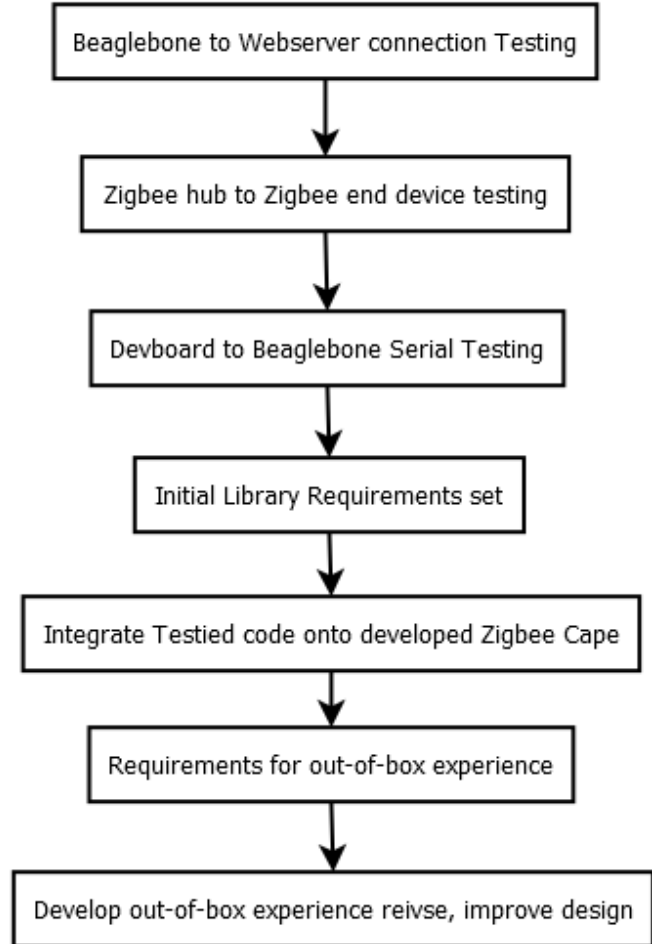 Beaglebone to Webserver connection Testing
Zigbee hub to Zigbee end device testing
Devboard to Beaglebone Serial Testing
Initial Library Requirements set
Integrate Testied code onto developed Zigbee Cape
Requirements for out-of-box experience
Develop out-of-box experience reivse, improve design